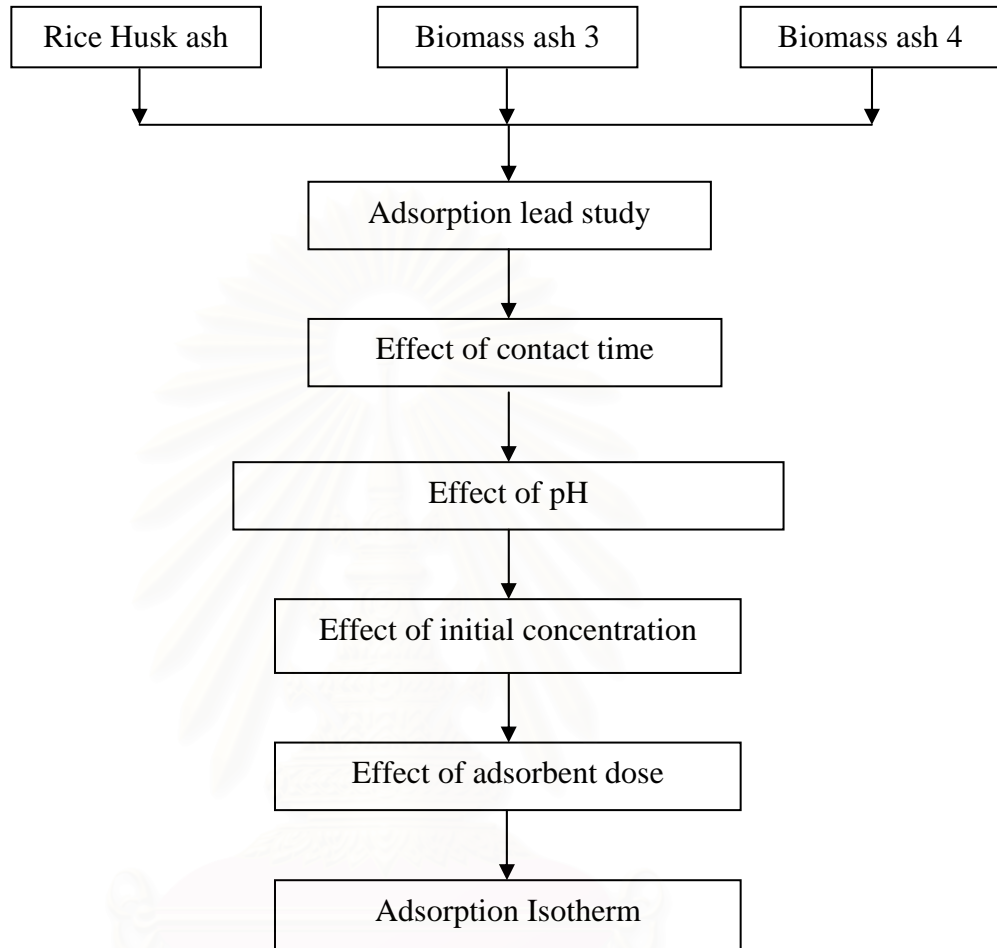 Rice Husk ash
Biomass ash 3
Biomass ash 4
Adsorption lead study
Effect of contact time
Effect of pH
Effect of initial concentration
Effect of adsorbent dose
Adsorption Isotherm